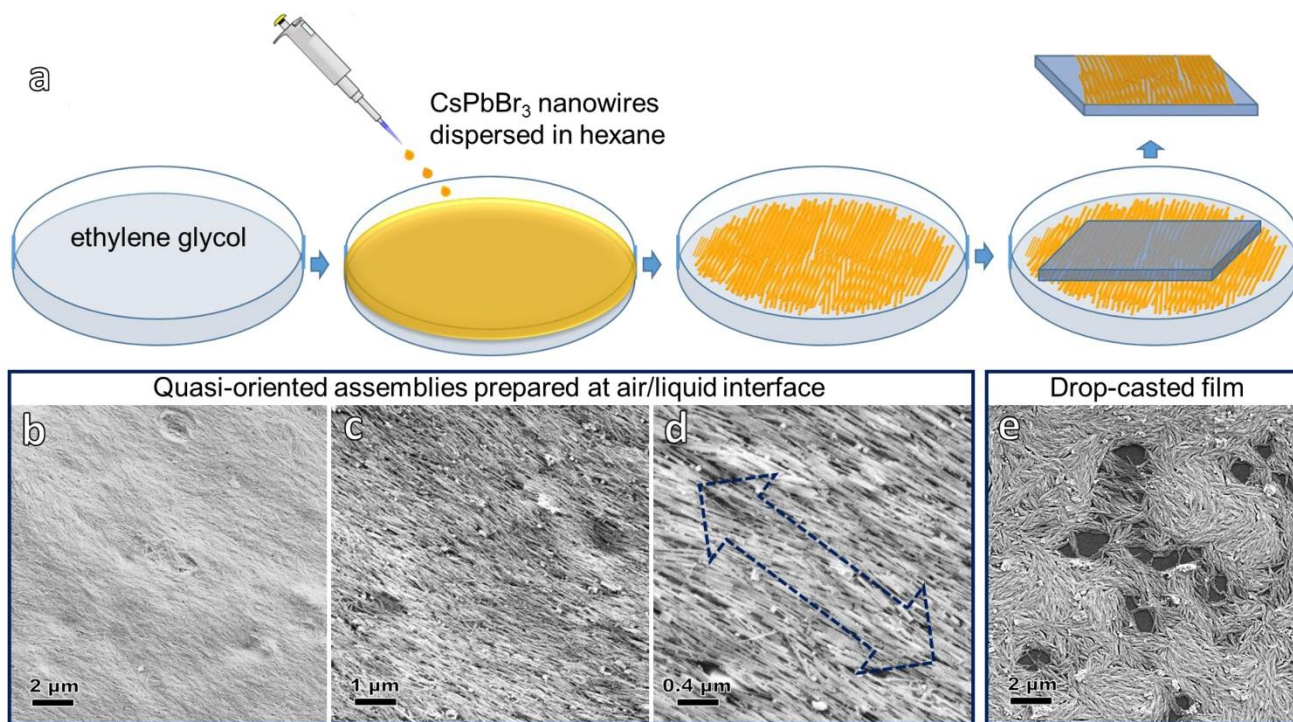 a
CsPbBr₃ nanowires
dispersed in hexane
ethylene glycol
Quasi-oriented assemblies prepared at air/liquid interface
Drop-casted film
b
c
d
e
2 µm
1 µm
0.4 µm
2 µm